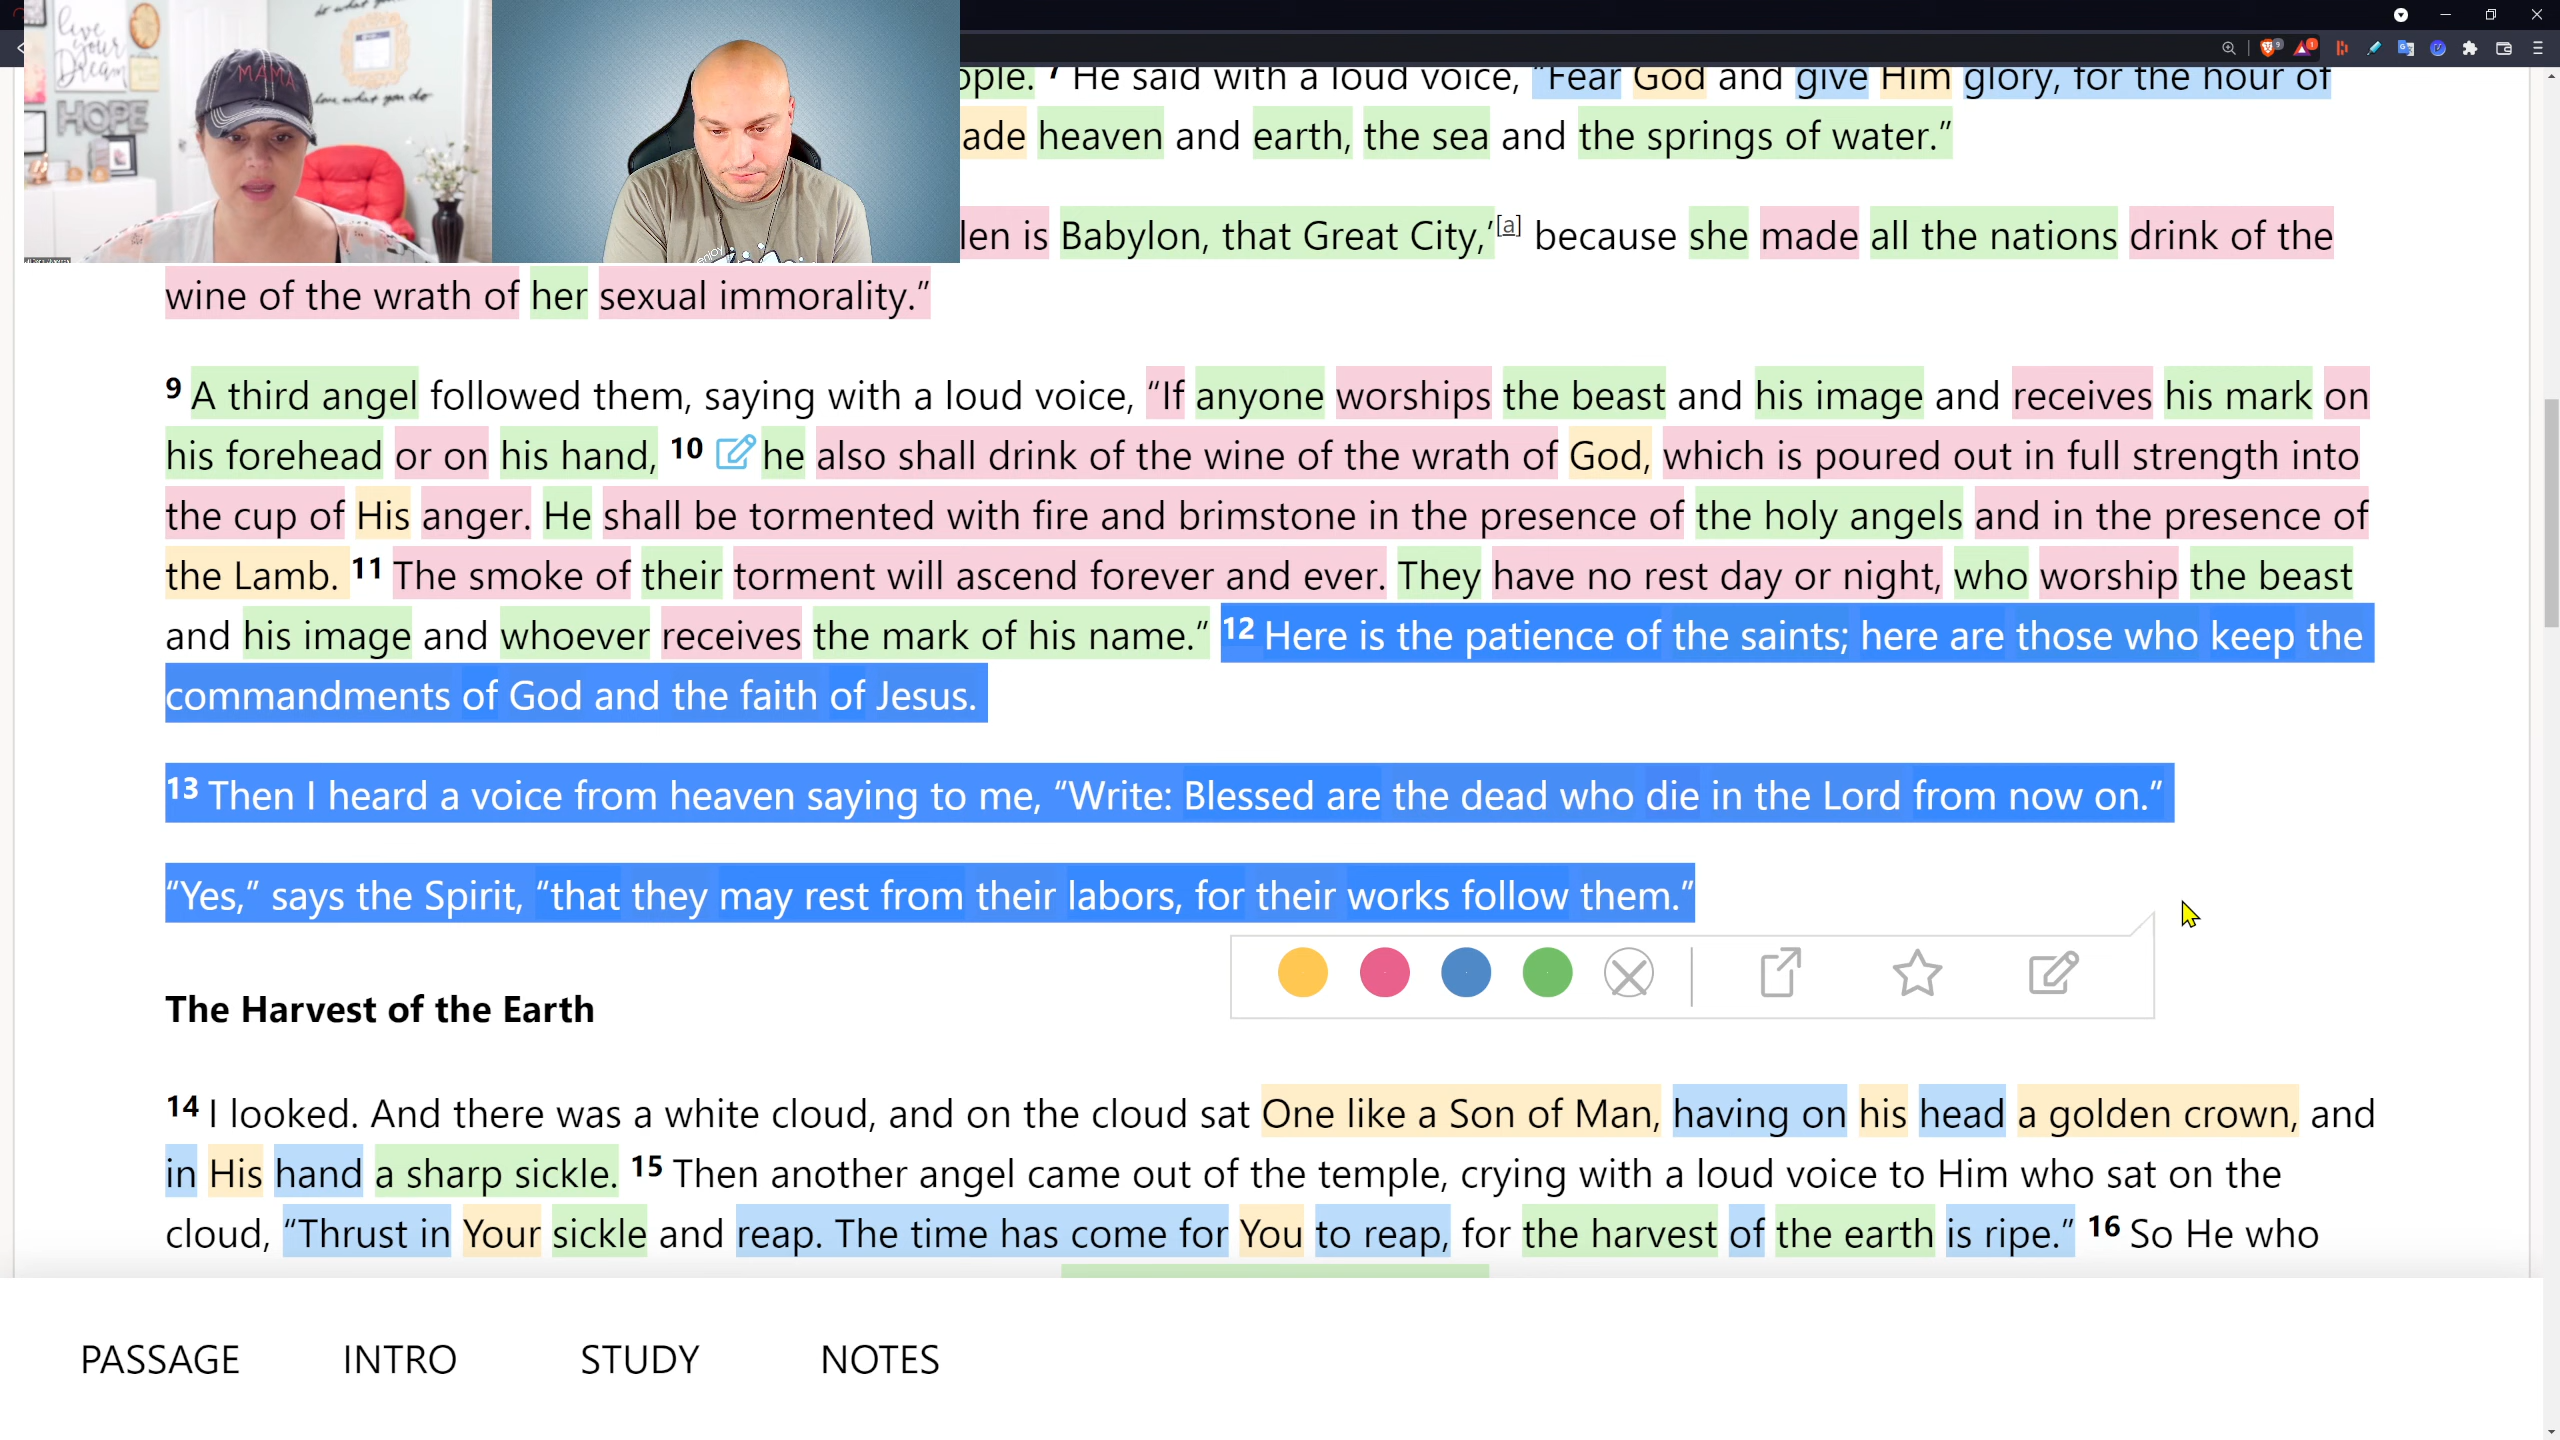 live
your
Dream
HOPE
MAMA
love what you do
enjoy
ople. 7 He said with a loud voice, “Fear God and give Him glory, for the hour of
ade heaven and earth, the sea and the springs of water.”
len is Babylon, that Great City,’[a] because she made all the nations drink of the
wine of the wrath of her sexual immorality.”
9 A third angel followed them, saying with a loud voice, “If anyone worships the beast and his image and receives his mark on
his forehead or on his hand, 10 he also shall drink of the wine of the wrath of God, which is poured out in full strength into
the cup of His anger. He shall be tormented with fire and brimstone in the presence of the holy angels and in the presence of
the Lamb. 11 The smoke of their torment will ascend forever and ever. They have no rest day or night, who worship the beast
and his image and whoever receives the mark of his name.” 12 Here is the patience of the saints; here are those who keep the
commandments of God and the faith of Jesus.
13 Then I heard a voice from heaven saying to me, “Write: Blessed are the dead who die in the Lord from now on.”
“Yes,” says the Spirit, “that they may rest from their labors, for their works follow them.”
The Harvest of the Earth
14 I looked. And there was a white cloud, and on the cloud sat One like a Son of Man, having on his head a golden crown, and
in His hand a sharp sickle. 15 Then another angel came out of the temple, crying with a loud voice to Him who sat on the
cloud, “Thrust in Your sickle and reap. The time has come for You to reap, for the harvest of the earth is ripe.” 16 So He who
PASSAGE INTRO STUDY NOTES